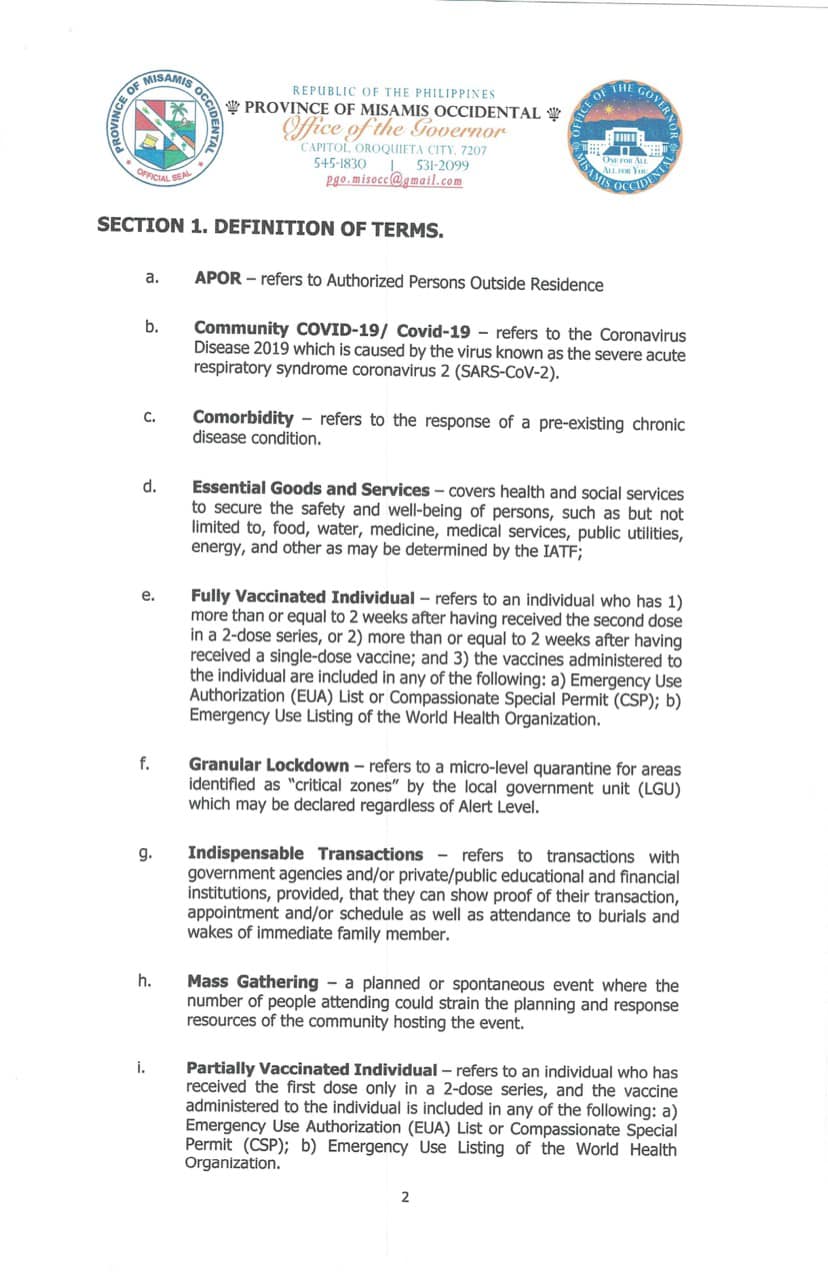 PROVINCE OF MISAMIS OCCIDENTAL
OFFICIAL SEAL
REPUBLIC OF THE PHILIPPINES
PROVINCE OF MISAMIS OCCIDENTAL
Office of the Governor
CAPITOL, OROQUIETA CITY, 7207
545-1830 | 531-2099
pgo.misocc@gmail.com
OFFICE OF THE GOVERNOR
ONE FOR ALL
ALL FOR YOU
MISAMIS OCCIDENTAL
SECTION 1. DEFINITION OF TERMS.
a. APOR – refers to Authorized Persons Outside Residence
b. Community COVID-19/ Covid-19 – refers to the Coronavirus
Disease 2019 which is caused by the virus known as the severe acute
respiratory syndrome coronavirus 2 (SARS-CoV-2).
c. Comorbidity – refers to the response of a pre-existing chronic
disease condition.
d. Essential Goods and Services – covers health and social services
to secure the safety and well-being of persons, such as but not
limited to, food, water, medicine, medical services, public utilities,
energy, and other as may be determined by the IATF;
e. Fully Vaccinated Individual – refers to an individual who has 1)
more than or equal to 2 weeks after having received the second dose
in a 2-dose series, or 2) more than or equal to 2 weeks after having
received a single-dose vaccine; and 3) the vaccines administered to
the individual are included in any of the following: a) Emergency Use
Authorization (EUA) List or Compassionate Special Permit (CSP); b)
Emergency Use Listing of the World Health Organization.
f. Granular Lockdown – refers to a micro-level quarantine for areas
identified as “critical zones” by the local government unit (LGU)
which may be declared regardless of Alert Level.
g. Indispensable Transactions – refers to transactions with
government agencies and/or private/public educational and financial
institutions, provided, that they can show proof of their transaction,
appointment and/or schedule as well as attendance to burials and
wakes of immediate family member.
h. Mass Gathering – a planned or spontaneous event where the
number of people attending could strain the planning and response
resources of the community hosting the event.
i. Partially Vaccinated Individual – refers to an individual who has
received the first dose only in a 2-dose series, and the vaccine
administered to the individual is included in any of the following: a)
Emergency Use Authorization (EUA) List or Compassionate Special
Permit (CSP); b) Emergency Use Listing of the World Health
Organization.
2